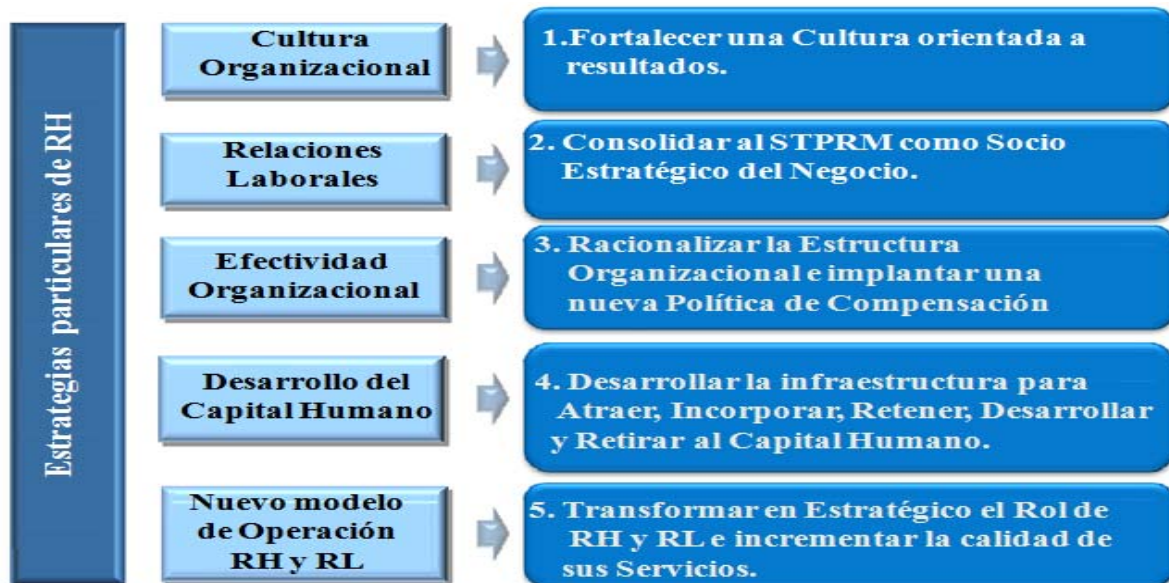 Estrategias particulares de RH
Cultura
Organizacional
1.Fortalecer una Cultura orientada a
resultados.
Relaciones
Laborales
2. Consolidar al STPRM como Socio
Estratégico del Negocio.
Efectividad
Organizacional
3. Racionalizar la Estructura
Organizacional e implantar una
nueva Política de Compensación
Desarrollo del
Capital Humano
4. Desarrollar la infraestructura para
Atraer, Incorporar, Retener, Desarrollar
y Retirar al Capital Humano.
Nuevo modelo
de Operación
RH y RL
5. Transformar en Estratégico el Rol de
RH y RL e incrementar la calidad de
sus Servicios.